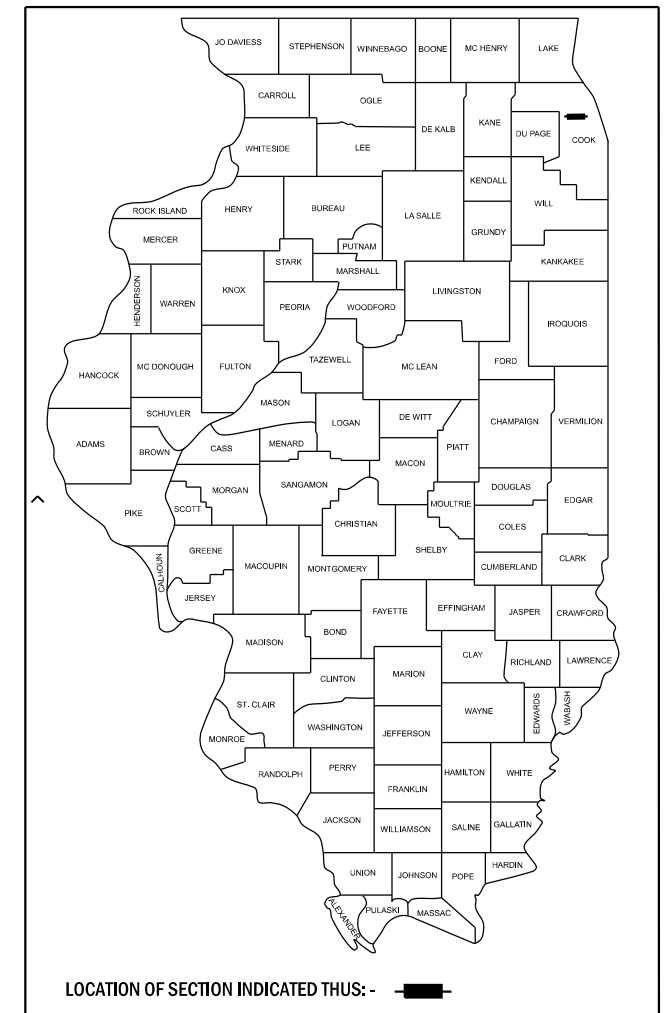 JO DAVIESS
STEPHENSON
WINNEBAGO
BOONE
MC HENRY
LAKE
CARROLL
OGLE
DE KALB
KANE
DU PAGE
COOK
WHITESIDE
LEE
KENDALL
WILL
ROCK ISLAND
HENRY
BUREAU
LA SALLE
GRUNDY
MERCER
PUTNAM
STARK
MARSHALL
KANKAKEE
HENDERSON
WARREN
KNOX
PEORIA
WOODFORD
LIVINGSTON
IROQUOIS
HANCOCK
MC DONOUGH
FULTON
TAZEWELL
MC LEAN
FORD
SCHUYLER
MASON
LOGAN
DE WITT
CHAMPAIGN
VERMILION
ADAMS
BROWN
CASS
MENARD
PIATT
MACON
PIKE
SCOTT
MORGAN
SANGAMON
CHRISTIAN
MOULTRIE
DOUGLAS
EDGAR
COLES
CALHOUN
GREENE
MACOUPIN
MONTGOMERY
SHELBY
CUMBERLAND
CLARK
JERSEY
FAYETTE
EFFINGHAM
JASPER
CRAWFORD
MADISON
BOND
CLAY
RICHLAND
LAWRENCE
CLINTON
MARION
ST. CLAIR
WAYNE
EDWARDS
WABASH
MONROE
WASHINGTON
JEFFERSON
RANDOLPH
PERRY
HAMILTON
WHITE
FRANKLIN
JACKSON
WILLIAMSON
SALINE
GALLATIN
UNION
JOHNSON
POPE
HARDIN
ALEXANDER
PULASKI
MASSAC
LOCATION OF SECTION INDICATED THUS: -